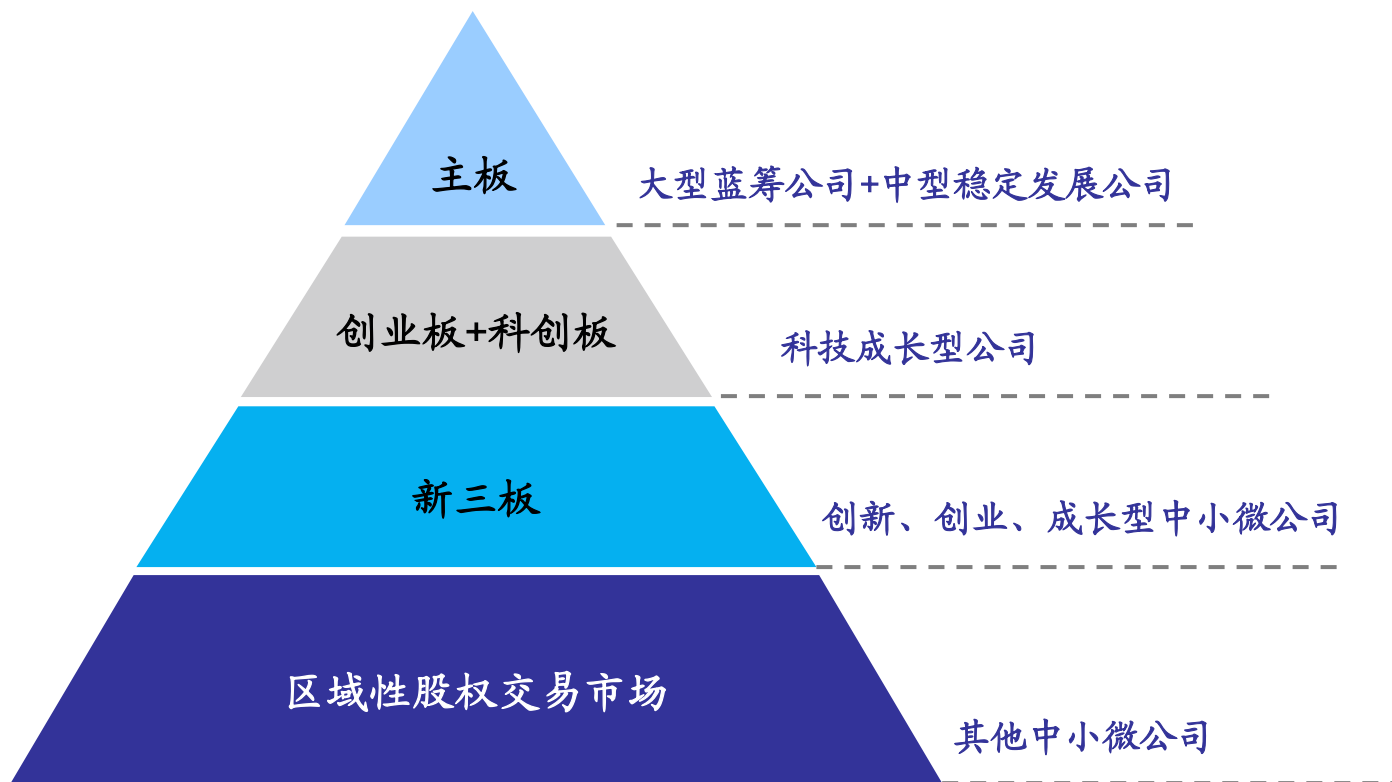 主板
大型蓝筹公司+中型稳定发展公司
创业板+科创板
科技成长型公司
新三板
创新、创业、成长型中小微公司
区域性股权交易市场
其他中小微公司